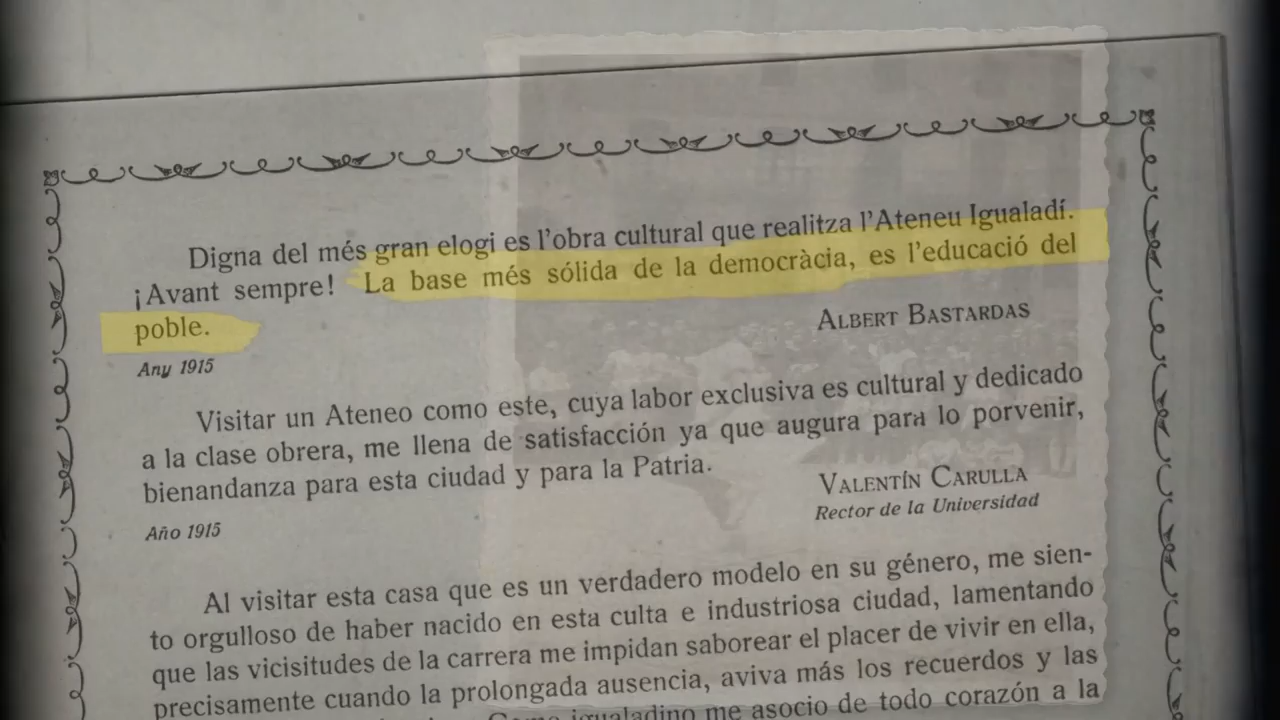 Digna del més gran elogi es l'obra cultural que realitza l'Ateneu Igualadí.
¡Avant sempre! La base més sólida de la democràcia, es l'educació del
poble.
ALBERT BASTARDAS
Any 1915
Visitar un Ateneo como este, cuya labor exclusiva es cultural y dedicado
a la clase obrera, me llena de satisfacción ya que augura para lo porvenir,
bienandanza para esta ciudad y para la Patria.
VALENTÍN CARULLA
Rector de la Universidad
Año 1915
Al visitar esta casa que es un verdadero modelo en su género, me sien-
to orgulloso de haber nacido en esta culta e industriosa ciudad, lamentando
que las vicisitudes de la carrera me impidan saborear el placer de vivir en ella,
precisamente cuando la prolongada ausencia, aviva más los recuerdos y las
Como igualadino me asocio de todo corazón a la